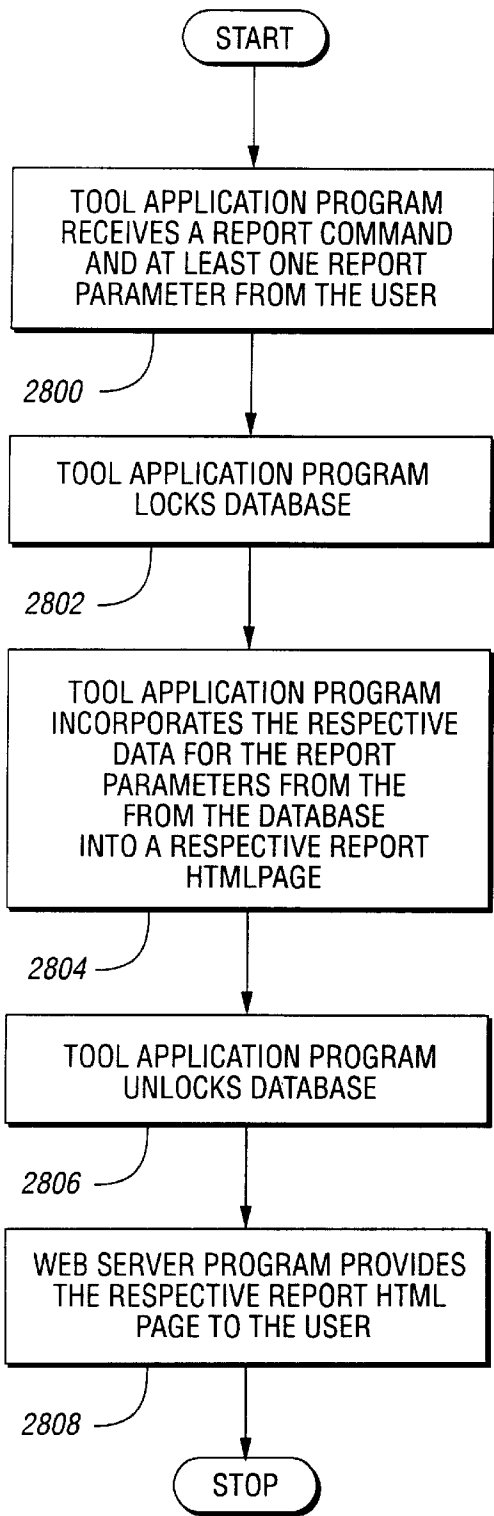 START
TOOL APPLICATION PROGRAM
RECEIVES A REPORT COMMAND
AND AT LEAST ONE REPORT
PARAMETER FROM THE USER
2800
TOOL APPLICATION PROGRAM
LOCKS DATABASE
2802
TOOL APPLICATION PROGRAM
INCORPORATES THE RESPECTIVE
DATA FOR THE REPORT
PARAMETERS FROM THE
FROM THE DATABASE
INTO A RESPECTIVE REPORT
HTMLPAGE
2804
TOOL APPLICATION PROGRAM
UNLOCKS DATABASE
2806
WEB SERVER PROGRAM PROVIDES
THE RESPECTIVE REPORT HTML
PAGE TO THE USER
2808
STOP